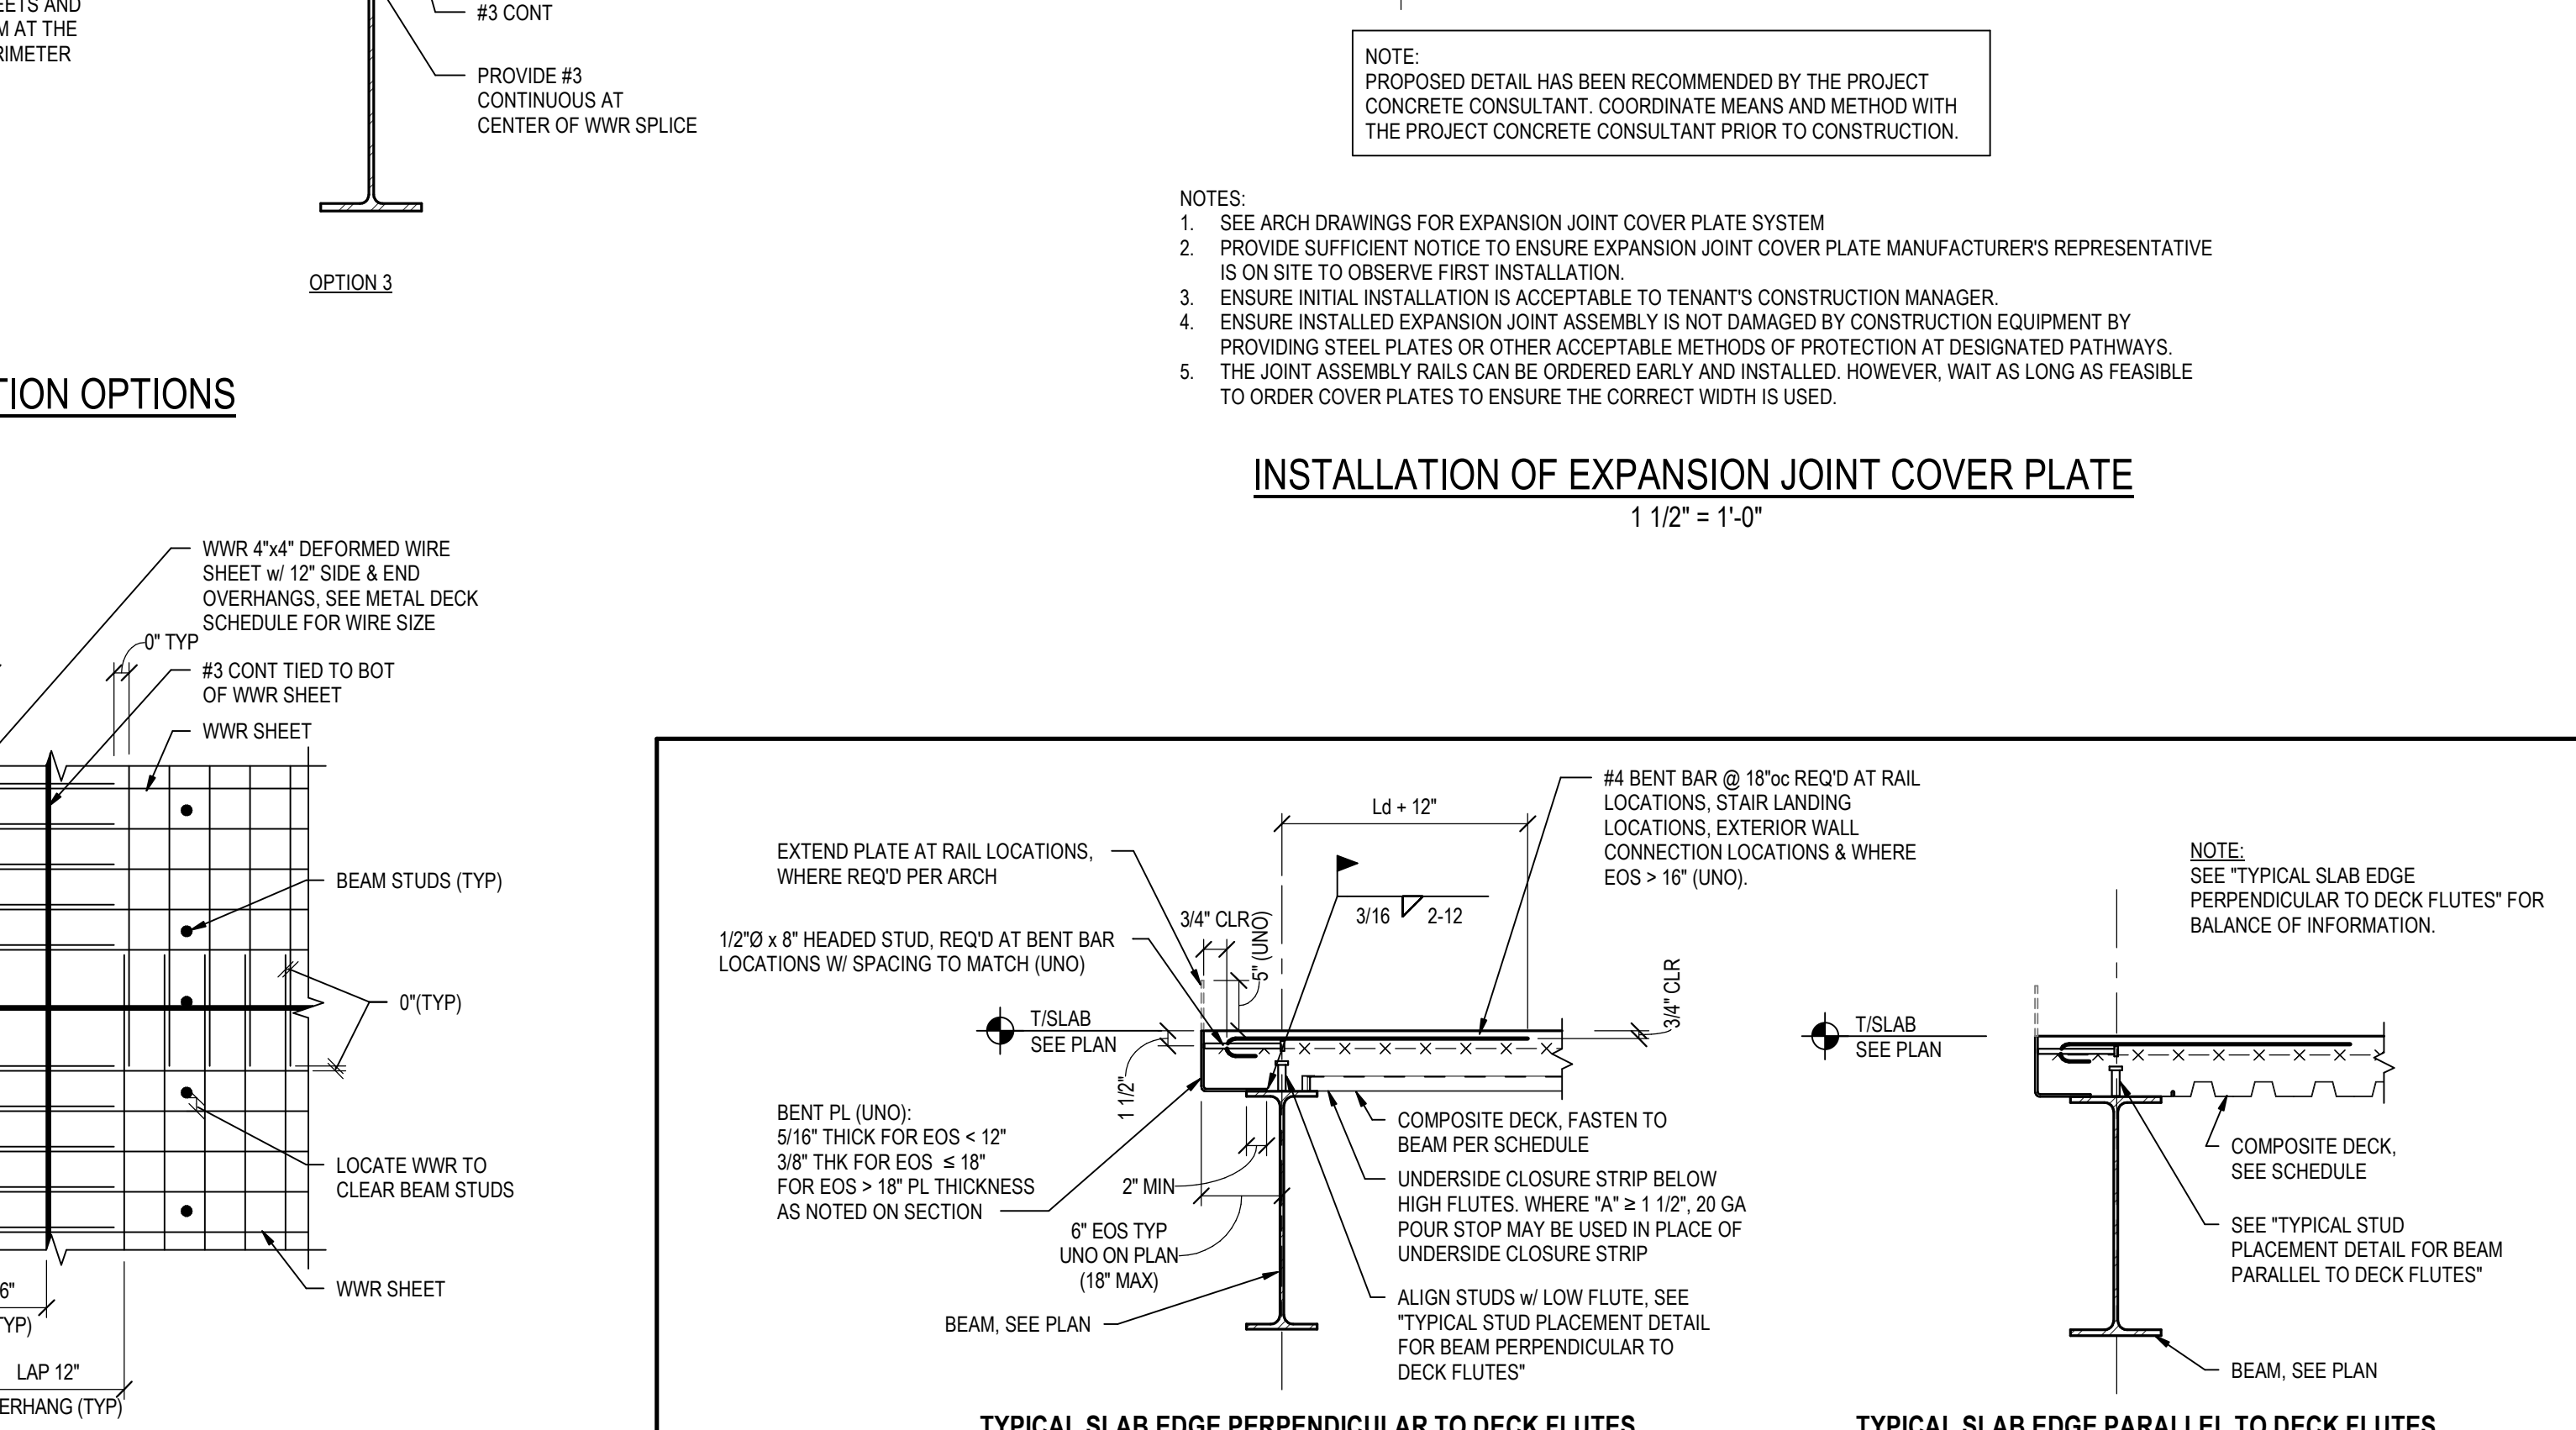 EETS AND
M AT THE
RIMETER
#3 CONT
PROVIDE #3
CONTINUOUS AT
CENTER OF WWR SPLICE
OPTION 3
TION OPTIONS
NOTE:
PROPOSED DETAIL HAS BEEN RECOMMENDED BY THE PROJECT
CONCRETE CONSULTANT. COORDINATE MEANS AND METHOD WITH
THE PROJECT CONCRETE CONSULTANT PRIOR TO CONSTRUCTION.
NOTES:
1. SEE ARCH DRAWINGS FOR EXPANSION JOINT COVER PLATE SYSTEM
2. PROVIDE SUFFICIENT NOTICE TO ENSURE EXPANSION JOINT COVER PLATE MANUFACTURER'S REPRESENTATIVE
IS ON SITE TO OBSERVE FIRST INSTALLATION.
3. ENSURE INITIAL INSTALLATION IS ACCEPTABLE TO TENANT'S CONSTRUCTION MANAGER.
4. ENSURE INSTALLED EXPANSION JOINT ASSEMBLY IS NOT DAMAGED BY CONSTRUCTION EQUIPMENT BY
PROVIDING STEEL PLATES OR OTHER ACCEPTABLE METHODS OF PROTECTION AT DESIGNATED PATHWAYS.
5. THE JOINT ASSEMBLY RAILS CAN BE ORDERED EARLY AND INSTALLED. HOWEVER, WAIT AS LONG AS FEASIBLE
TO ORDER COVER PLATES TO ENSURE THE CORRECT WIDTH IS USED.
INSTALLATION OF EXPANSION JOINT COVER PLATE
1 1/2" = 1'-0"
WWR 4"x4" DEFORMED WIRE
SHEET w/ 12" SIDE & END
OVERHANGS, SEE METAL DECK
SCHEDULE FOR WIRE SIZE
0" TYP
#3 CONT TIED TO BOT
OF WWR SHEET
WWR SHEET
BEAM STUDS (TYP)
0"(TYP)
LOCATE WWR TO
CLEAR BEAM STUDS
WWR SHEET
6"
TYP)
LAP 12"
ERHANG (TYP)
EXTEND PLATE AT RAIL LOCATIONS,
WHERE REQ'D PER ARCH
1/2"Ø x 8" HEADED STUD, REQ'D AT BENT BAR
LOCATIONS W/ SPACING TO MATCH (UNO)
T/SLAB
SEE PLAN
BENT PL (UNO):
5/16" THICK FOR EOS < 12"
3/8" THK FOR EOS ≤ 18"
FOR EOS > 18" PL THICKNESS
AS NOTED ON SECTION
1 1/2"
2" MIN
6" EOS TYP
UNO ON PLAN
(18" MAX)
BEAM, SEE PLAN
3/4" CLR
5" (UNO)
Ld + 12"
3/16 2-12
#4 BENT BAR @ 18"oc REQ'D AT RAIL
LOCATIONS, STAIR LANDING
LOCATIONS, EXTERIOR WALL
CONNECTION LOCATIONS & WHERE
EOS > 16" (UNO).
3/4" CLR
COMPOSITE DECK, FASTEN TO
BEAM PER SCHEDULE
UNDERSIDE CLOSURE STRIP BELOW
HIGH FLUTES. WHERE "A" ≥ 1 1/2", 20 GA
POUR STOP MAY BE USED IN PLACE OF
UNDERSIDE CLOSURE STRIP
ALIGN STUDS w/ LOW FLUTE, SEE
"TYPICAL STUD PLACEMENT DETAIL
FOR BEAM PERPENDICULAR TO
DECK FLUTES"
TYPICAL SLAB EDGE PERPENDICULAR TO DECK FLUTES
NOTE:
SEE "TYPICAL SLAB EDGE
PERPENDICULAR TO DECK FLUTES" FOR
BALANCE OF INFORMATION.
T/SLAB
SEE PLAN
COMPOSITE DECK,
SEE SCHEDULE
SEE "TYPICAL STUD
PLACEMENT DETAIL FOR BEAM
PARALLEL TO DECK FLUTES"
BEAM, SEE PLAN
TYPICAL SLAB EDGE PARALLEL TO DECK FLUTES